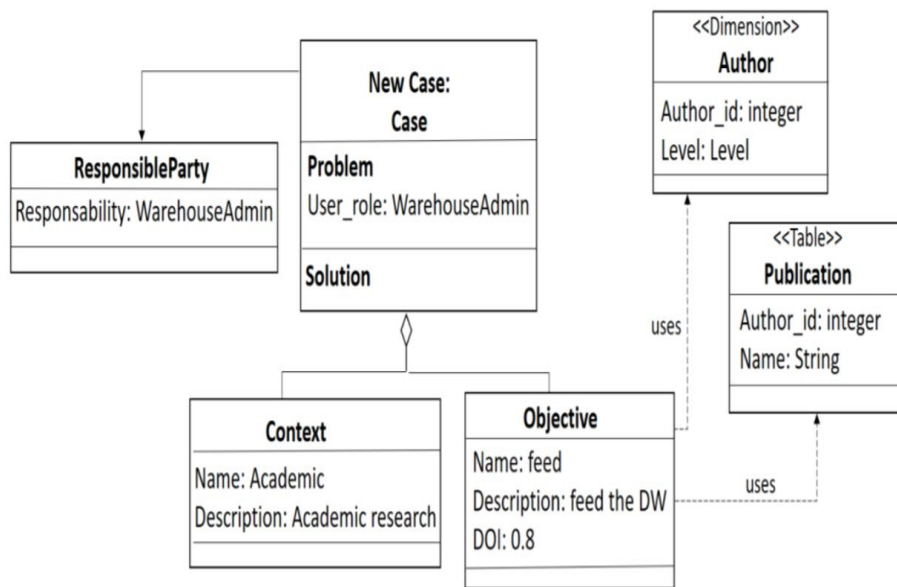 New Case:
Case
Problem
User_role: WarehouseAdmin
Solution
ResponsibleParty
Responsability: WarehouseAdmin
<<Dimension>>
Author
Author_id: integer
Level: Level
<<Table>>
Publication
Author_id: integer
Name: String
uses
Context
Name: Academic
Description: Academic research
Objective
Name: feed
Description: feed the DW
DOI: 0.8
uses